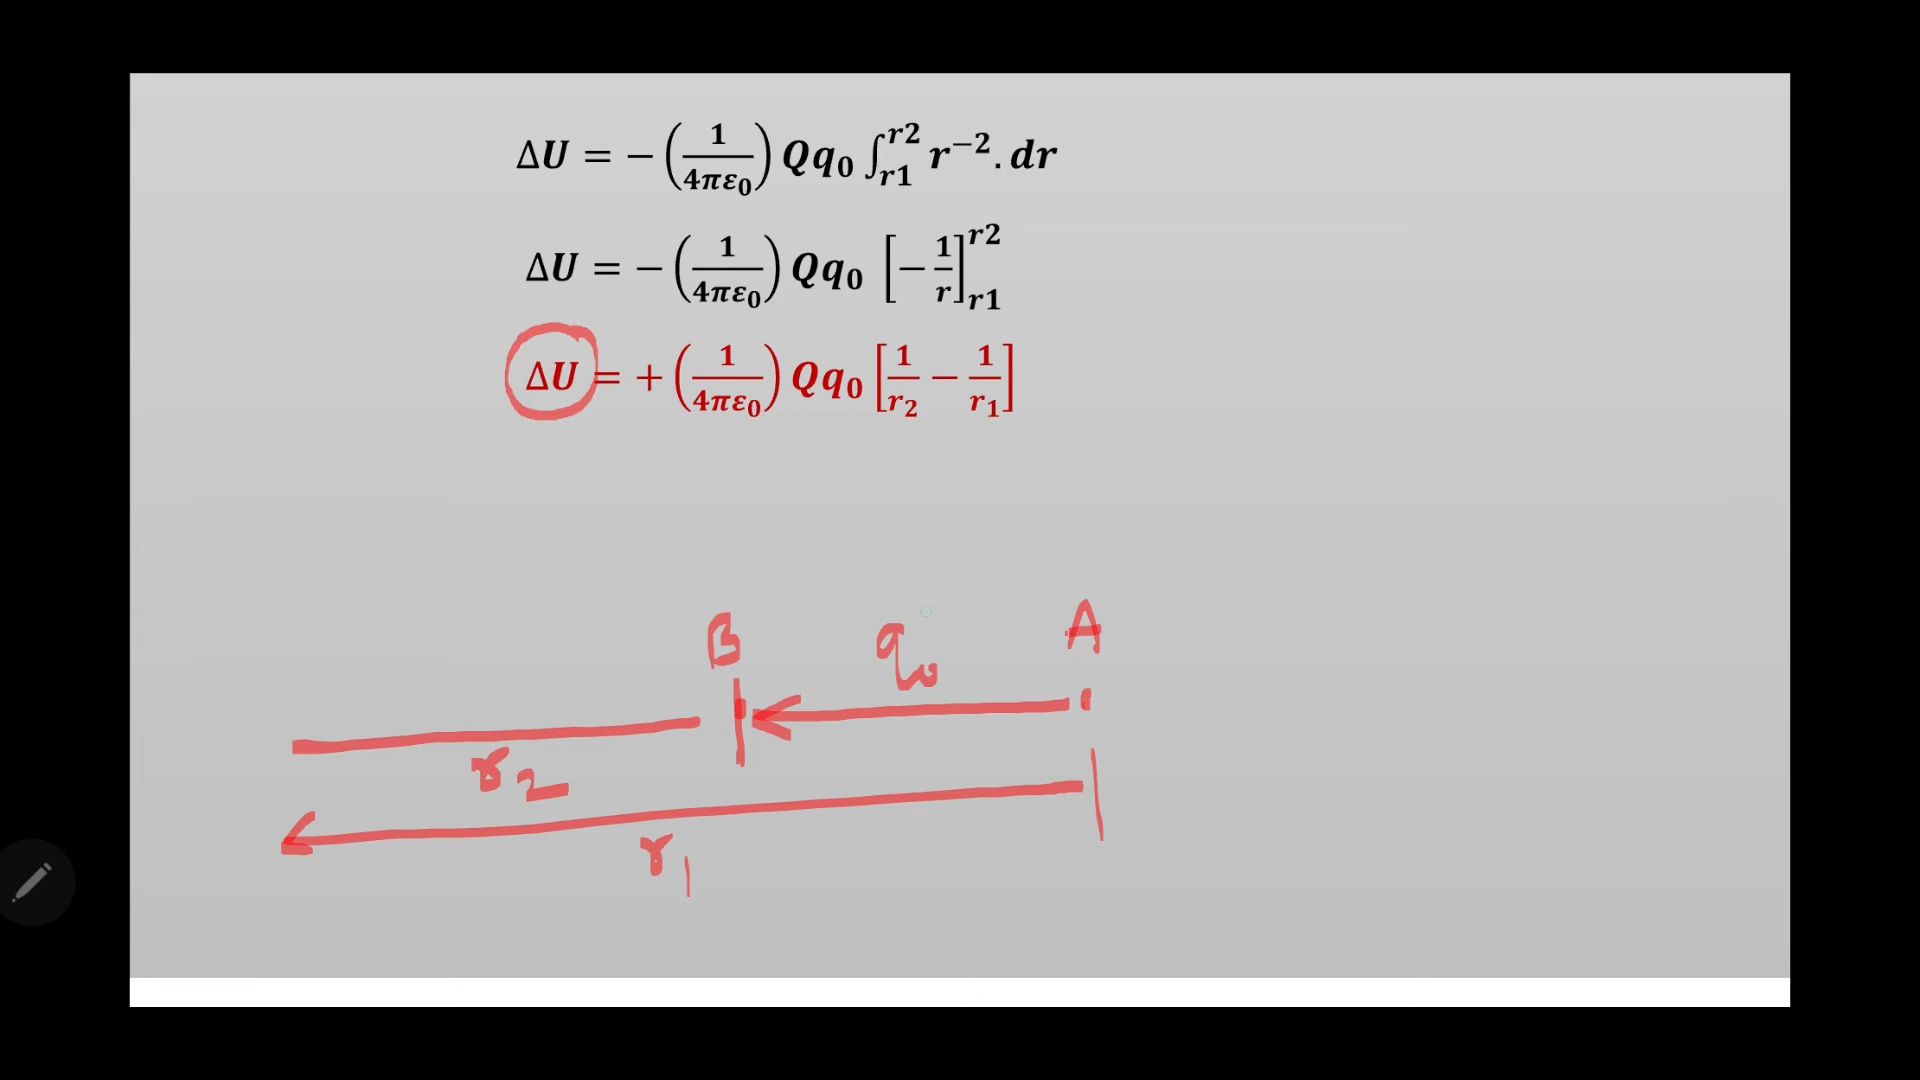 ΔU = −(1/4πε₀) Qq₀ ∫_{r1}^{r2} r⁻². dr
ΔU = −(1/4πε₀) Qq₀ [−1/r]_{r1}^{r2}
ΔU = +(1/4πε₀) Qq₀ [1/r₂ − 1/r₁]
B q₀ A
r₂
r₁